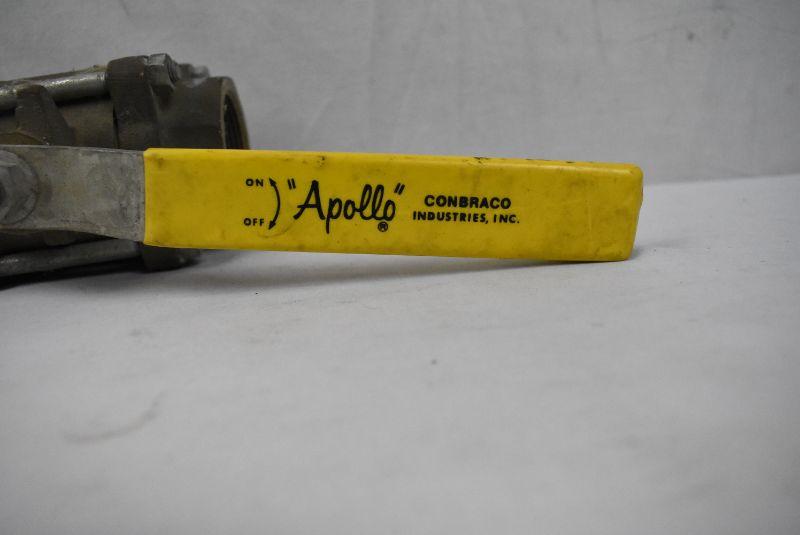 ON
OFF
"Apollo"®
CONBRACO
INDUSTRIES, INC.